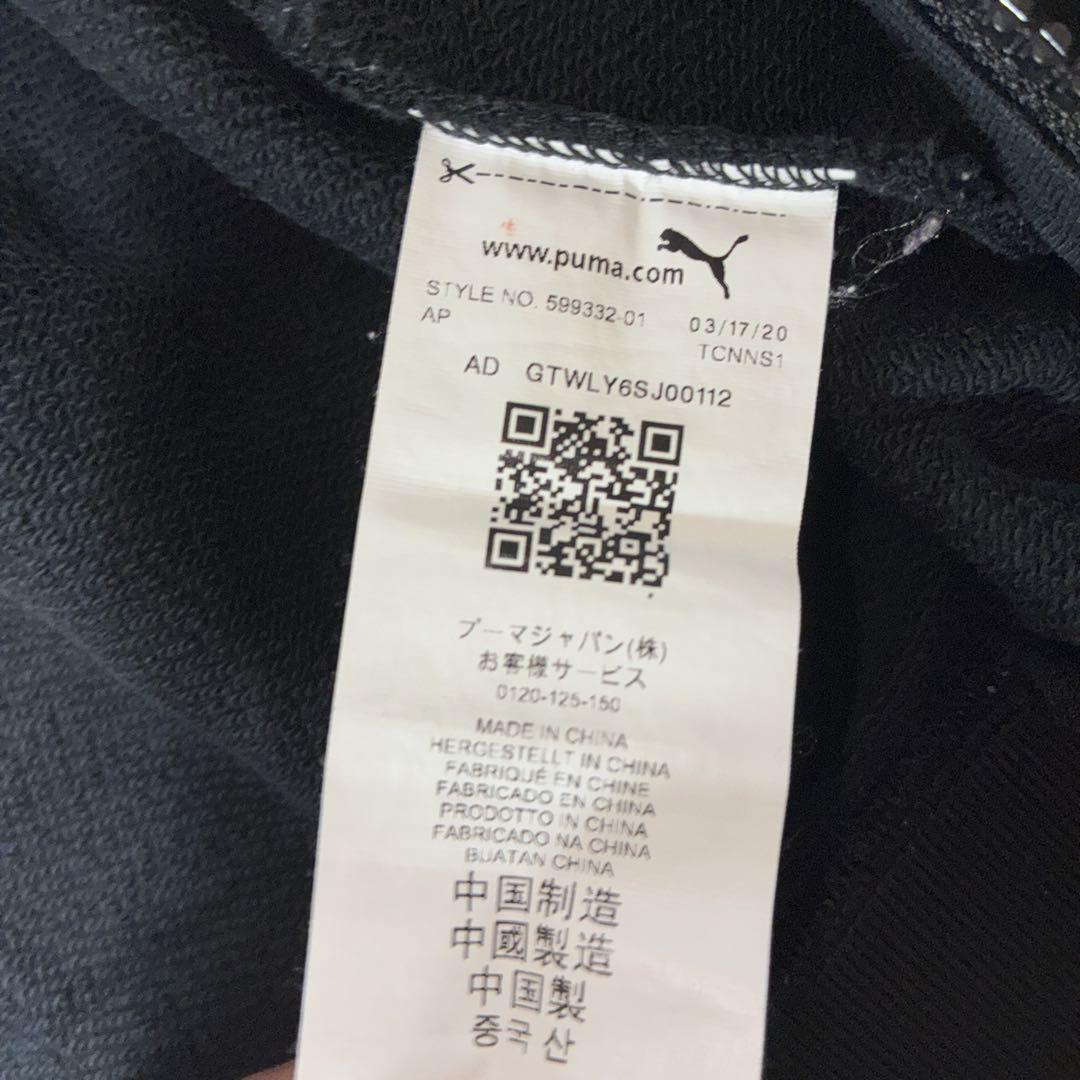 www.puma.com
STYLE NO. 599332-01 03/17/20
AP TCNNS1
AD GTWLY6SJ00112
プーマジャパン(株)
お客様サービス
0120-125-150
MADE IN CHINA
HERGESTELLT IN CHINA
FABRIQUÉ EN CHINE
FABRICADO EN CHINA
PRODOTTO IN CHINA
FABRICADO NA CHINA
BUATAN CHINA
中国制造
中國製造
中国製
중국산